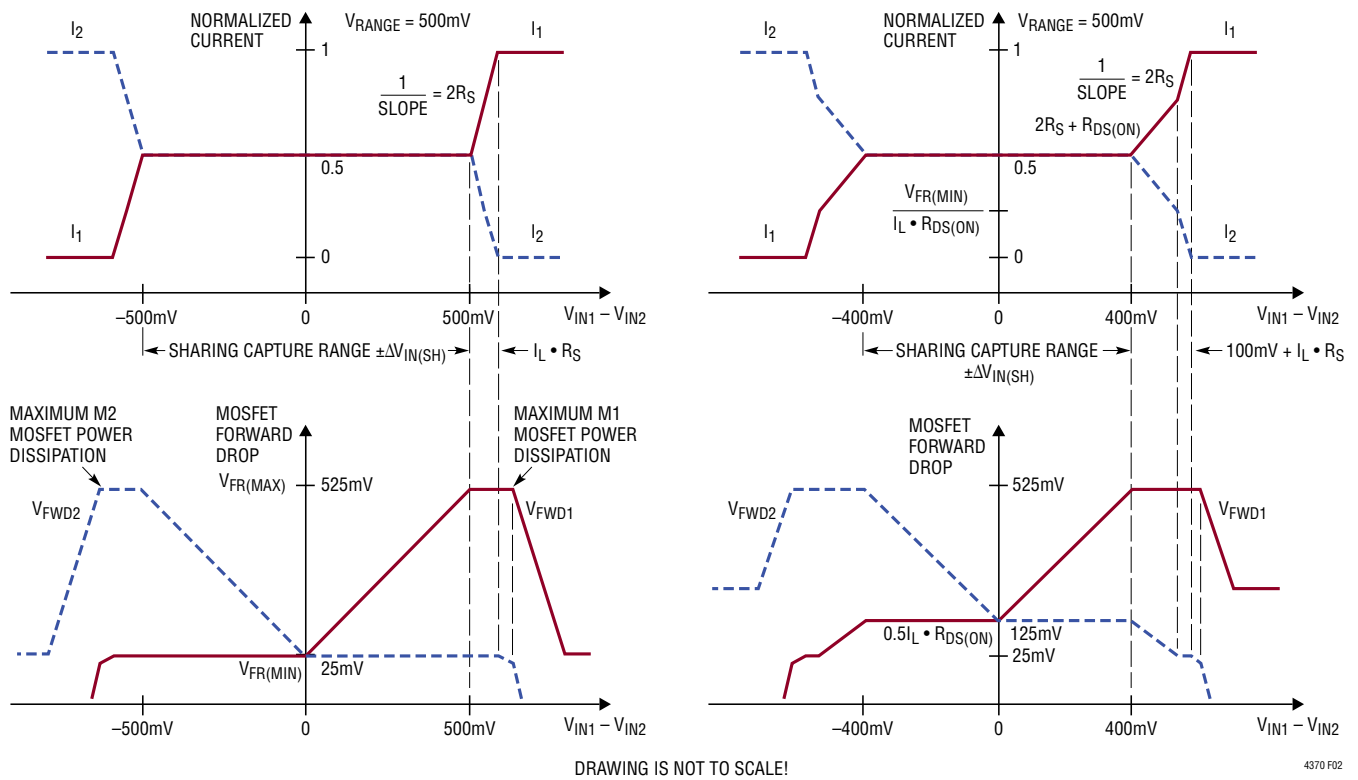 NORMALIZED
CURRENT
V_RANGE = 500mV
I2
I1
1
1
SLOPE
= 2RS
0.5
I1
I2
0
–500mV
0
500mV
VIN1 – VIN2
SHARING CAPTURE RANGE ±ΔVIN(SH)
IL • RS
MAXIMUM M2
MOSFET POWER
DISSIPATION
MOSFET
FORWARD
DROP
MAXIMUM M1
MOSFET POWER
DISSIPATION
VFR(MAX)
525mV
VFWD2
VFWD1
VFR(MIN)
25mV
–500mV
0
500mV
VIN1 – VIN2
NORMALIZED
CURRENT
VRANGE = 500mV
I2
I1
1
1
SLOPE
= 2RS
2RS + RDS(ON)
0.5
VFR(MIN)
IL • RDS(ON)
I1
I2
0
–400mV
0
400mV
VIN1 – VIN2
SHARING CAPTURE RANGE
±ΔVIN(SH)
100mV + IL • RS
MOSFET
FORWARD
DROP
525mV
VFWD2
VFWD1
0.5IL • RDS(ON)
125mV
25mV
–400mV
0
400mV
VIN1 – VIN2
DRAWING IS NOT TO SCALE!
4370 F02